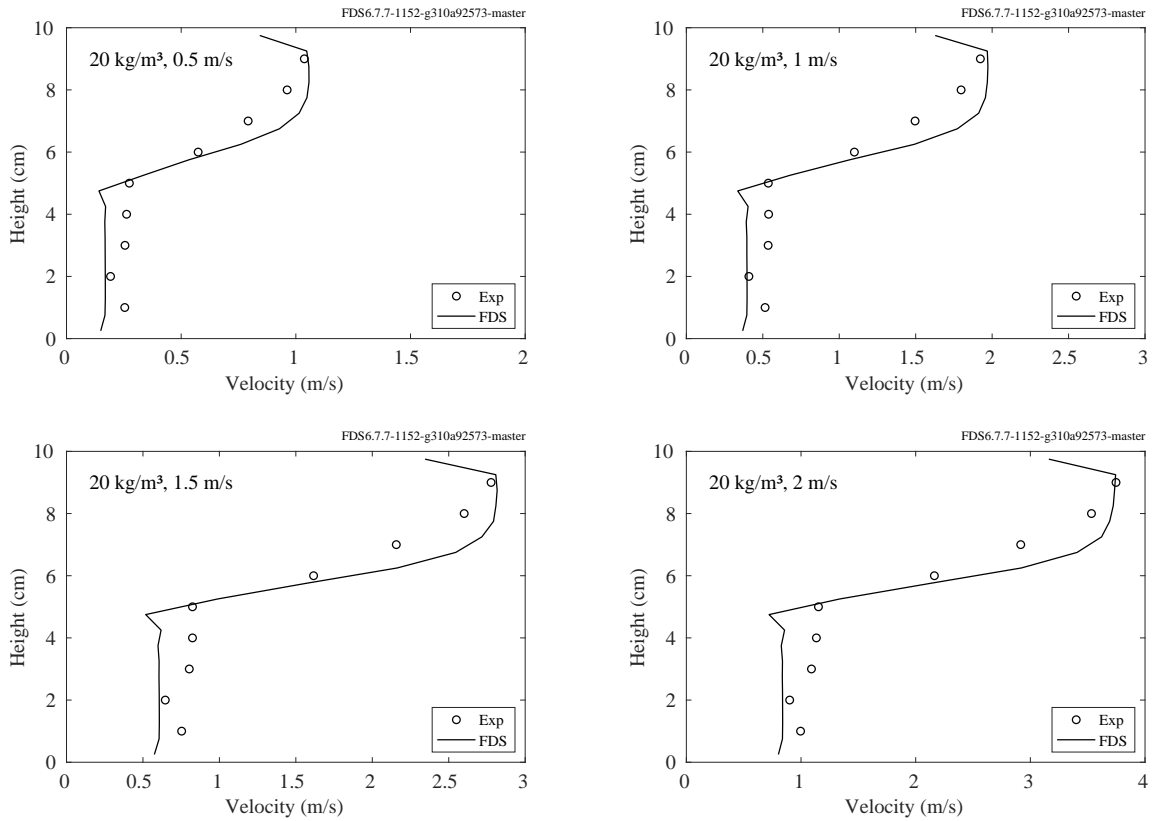 FDS6.7.7-1152-g310a92573-master
20 kg/m³, 0.5 m/s
Height (cm)
10
8
6
4
2
0
Exp
FDS
0 0.5 1 1.5 2
Velocity (m/s)
FDS6.7.7-1152-g310a92573-master
20 kg/m³, 1 m/s
Height (cm)
10
8
6
4
2
0
Exp
FDS
0 0.5 1 1.5 2 2.5 3
Velocity (m/s)
FDS6.7.7-1152-g310a92573-master
20 kg/m³, 1.5 m/s
Height (cm)
10
8
6
4
2
0
Exp
FDS
0 0.5 1 1.5 2 2.5 3
Velocity (m/s)
FDS6.7.7-1152-g310a92573-master
20 kg/m³, 2 m/s
Height (cm)
10
8
6
4
2
0
Exp
FDS
0 1 2 3 4
Velocity (m/s)